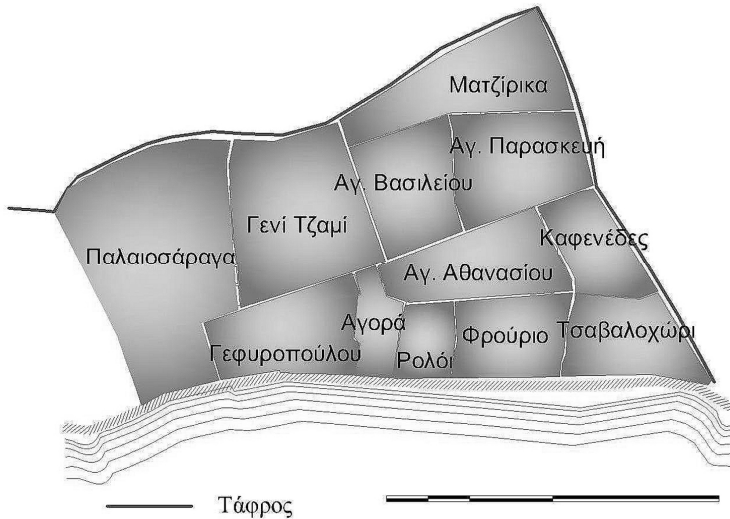 Ματζίρικα
Αγ. Παρασκευή
Αγ. Βασιλείου
Γενί Τζαμί
Καφενέδες
Παλαιοσάραγα
Αγ. Αθανασίου
Αγορά
Φρούριο
Τσαβαλοχώρι
Γεφυροπούλου
Ρολόι
Τάφρος